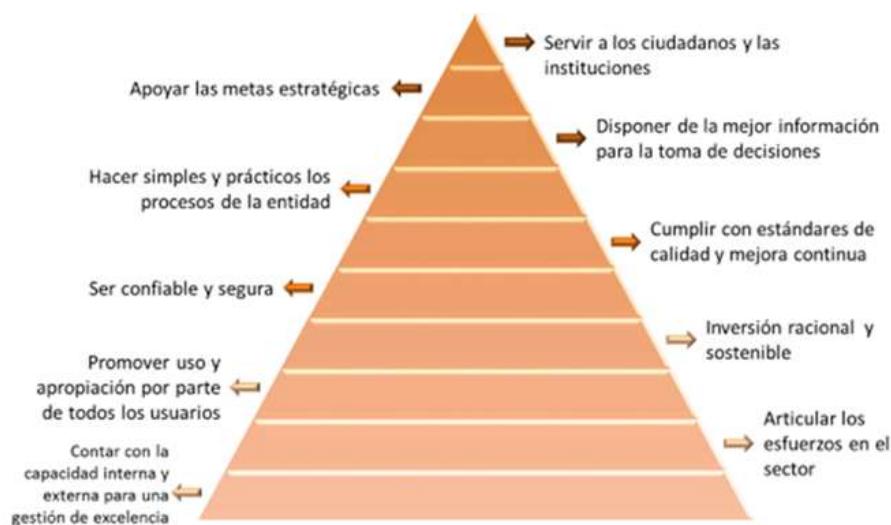 Servir a los ciudadanos y las
instituciones
Apoyar las metas estratégicas
Disponer de la mejor información
para la toma de decisiones
Hacer simples y prácticos los
procesos de la entidad
Cumplir con estándares de
calidad y mejora continua
Ser confiable y segura
Inversión racional y
sostenible
Promover uso y
apropiación por parte
de todos los usuarios
Articular los
esfuerzos en el
sector
Contar con la
capacidad interna y
externa para una
gestión de excelencia